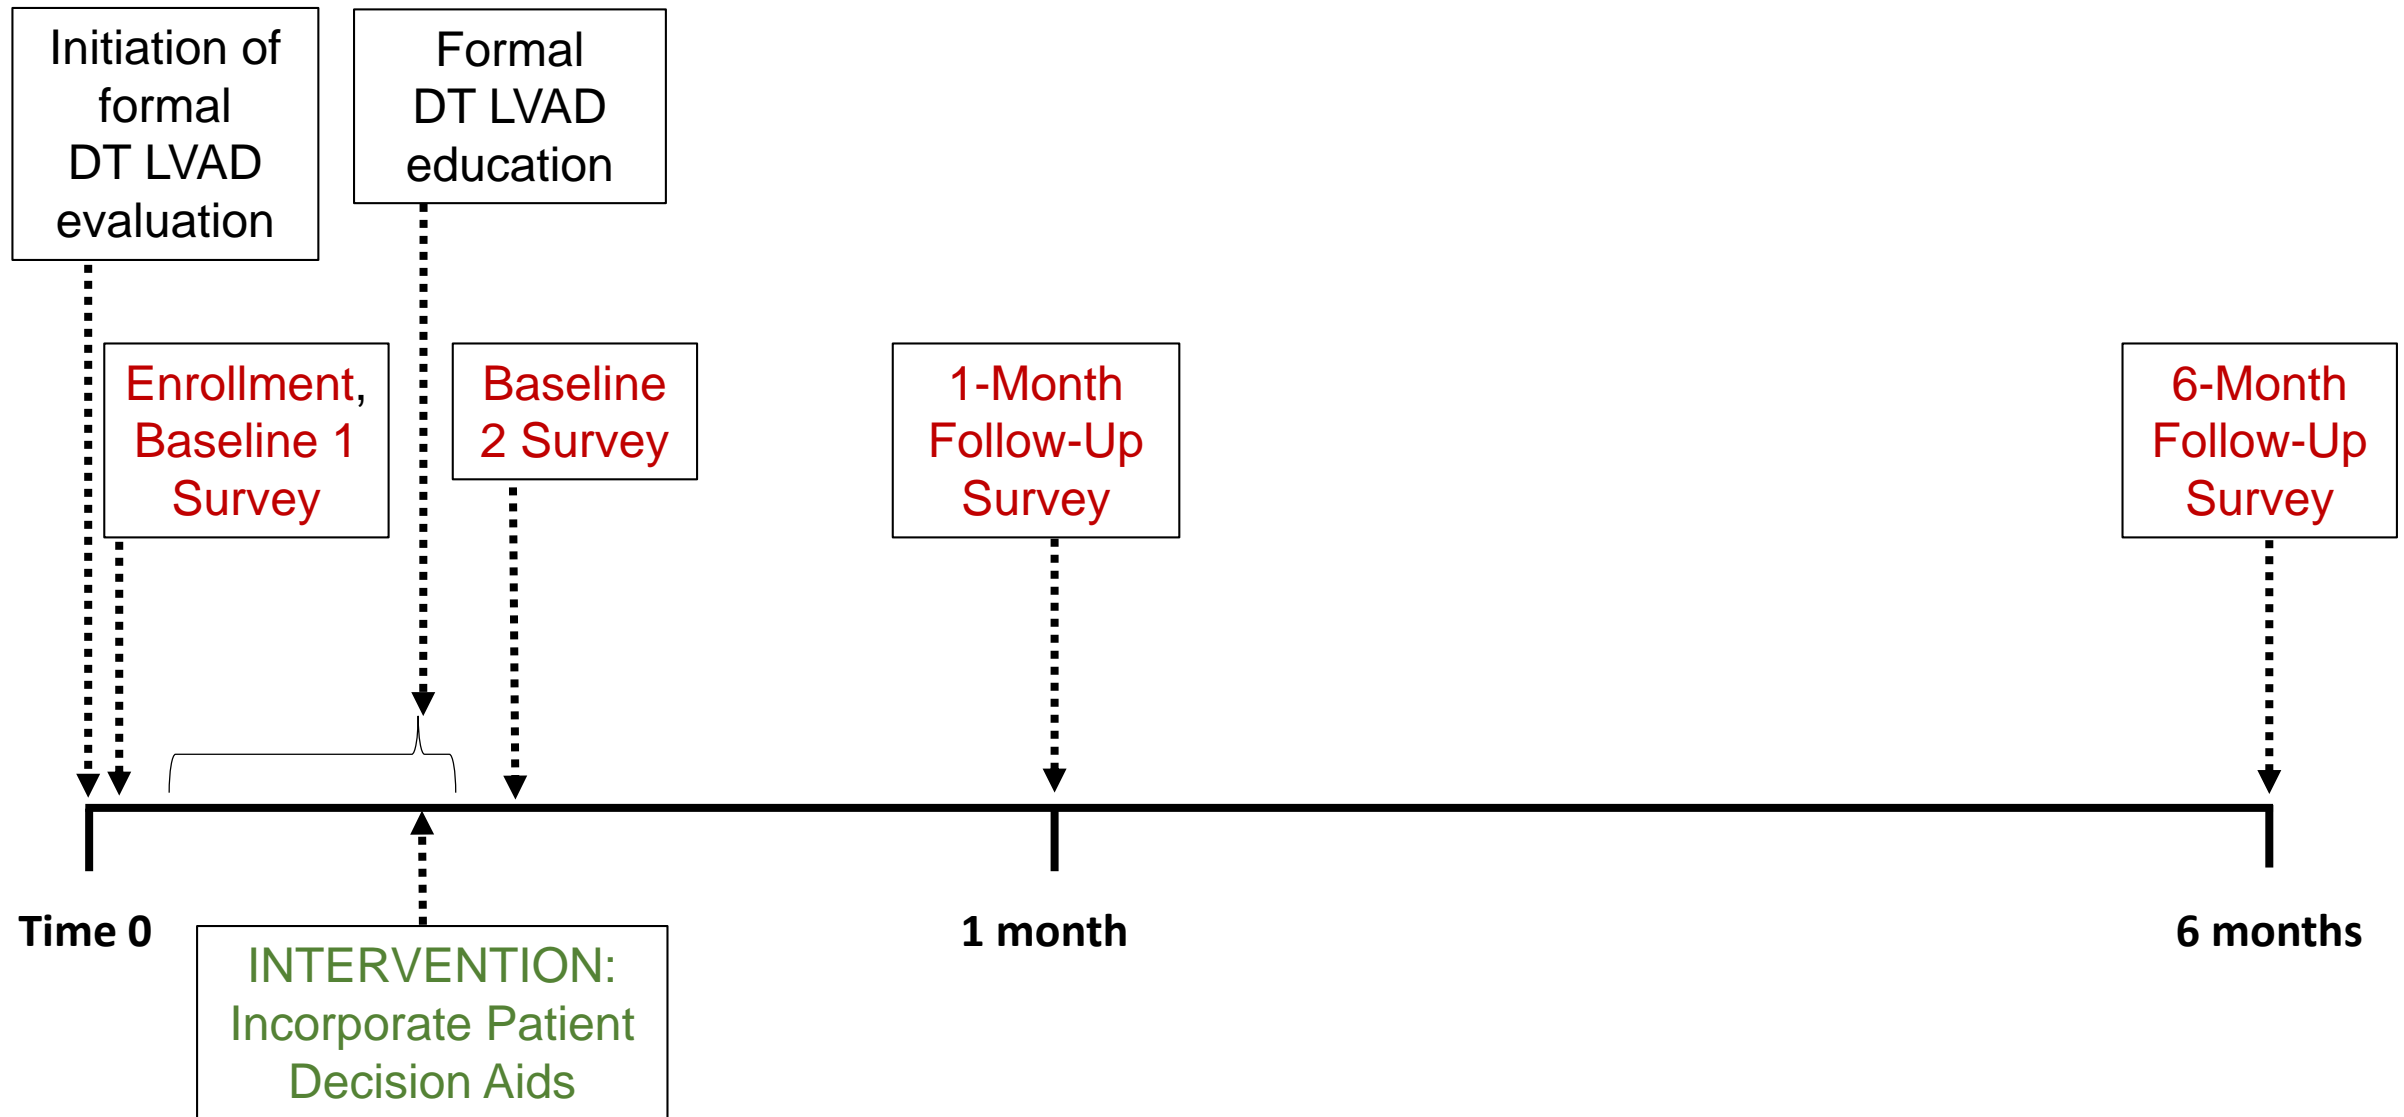 Initiation of
formal
DT LVAD
evaluation
Formal
DT LVAD
education
Enrollment,
Baseline 1
Survey
Baseline
2 Survey
1-Month
Follow-Up
Survey
6-Month
Follow-Up
Survey
Time 0
1 month
6 months
INTERVENTION:
Incorporate Patient
Decision Aids